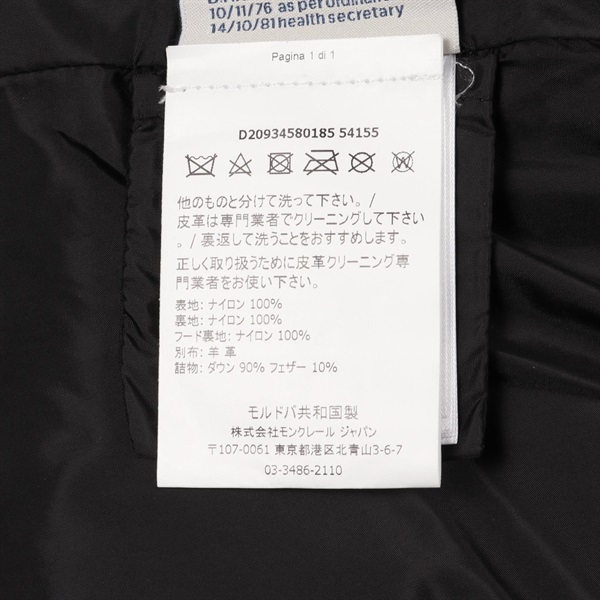 10/11/76 as per ordinance
14/10/81 health secretary
Pagina 1 di 1
D20934580185 54155
他のものと分けて洗って下さい。/
皮革は専門業者でクリーニングして下さい
。/ 裏返して洗うことをおすすめします。
正しく取り扱うために皮革クリーニング専
門業者をお使い下さい。
表地: ナイロン 100%
裏地: ナイロン 100%
フード裏地: ナイロン 100%
別布: 羊 革
詰物: ダウン 90% フェザー 10%
モルドバ共和国製
株式会社モンクレール ジャパン
〒107-0061 東京都港区北青山3-6-7
03-3486-2110